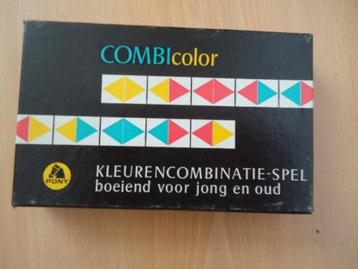 COMBIcolor
KLEURENCOMBINATIE-SPEL
boeiend voor jong en oud
PONY